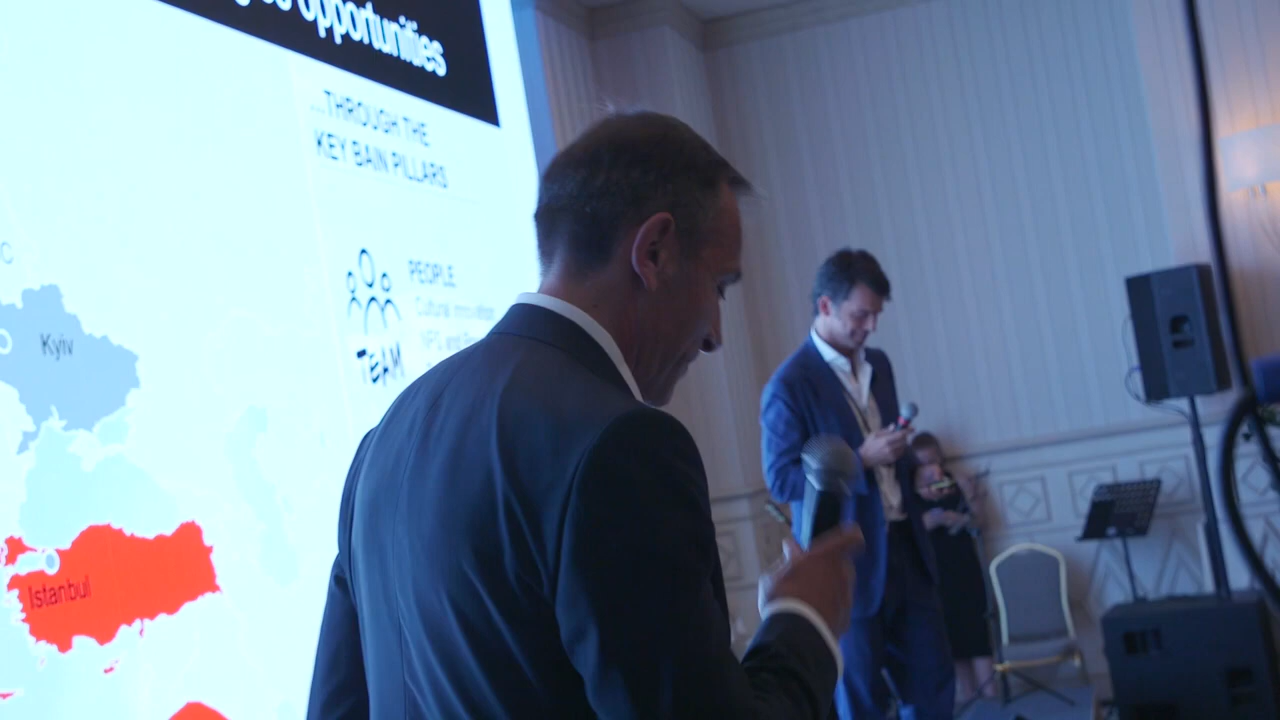 opportunities
...THROUGH THE
KEY BAIN PILLARS
PEOPLE
TEAM
Kyiv
Istanbul